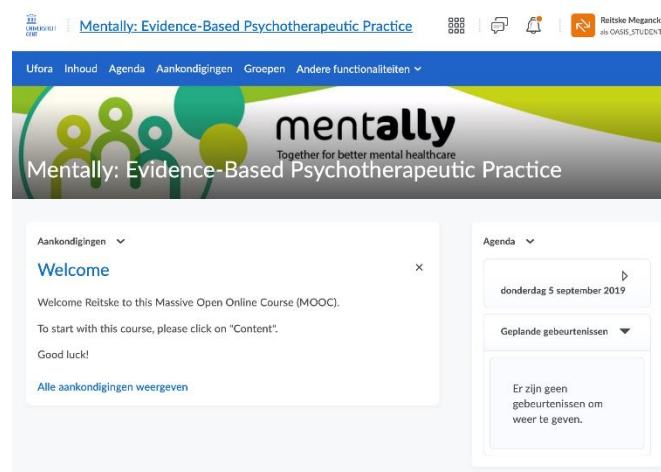 UNIVERSITEIT
GENT
Mentally: Evidence-Based Psychotherapeutic Practice
Reitske Meganck
als OASIS_STUDENT
Ufora Inhoud Agenda Aankondigingen Groepen Andere functionaliteiten
mentally
Together for better mental healthcare
Mentally: Evidence-Based Psychotherapeutic Practice
Aankondigingen
Welcome
Welcome Reitske to this Massive Open Online Course (MOOC).
To start with this course, please click on "Content".
Good luck!
Alle aankondigingen weergeven
Agenda
donderdag 5 september 2019
Geplande gebeurtenissen
Er zijn geen
gebeurtenissen om
weer te geven.